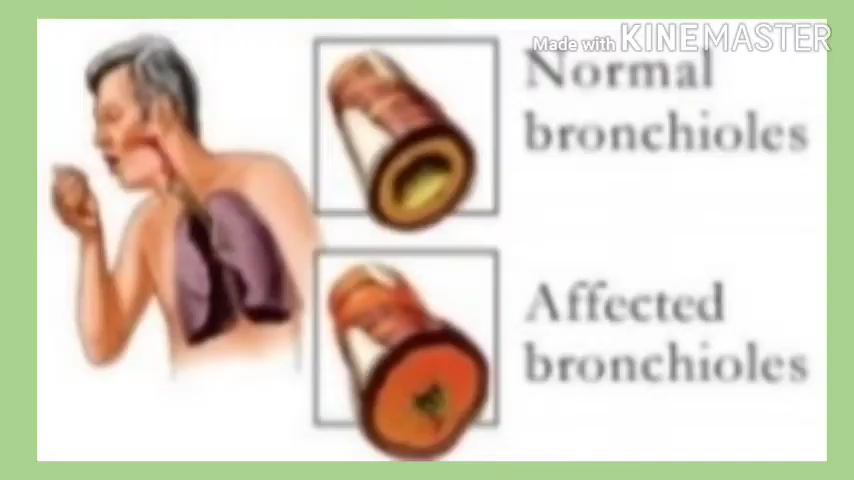 Made with KINEMASTER
Normal
bronchioles
Affected
bronchioles